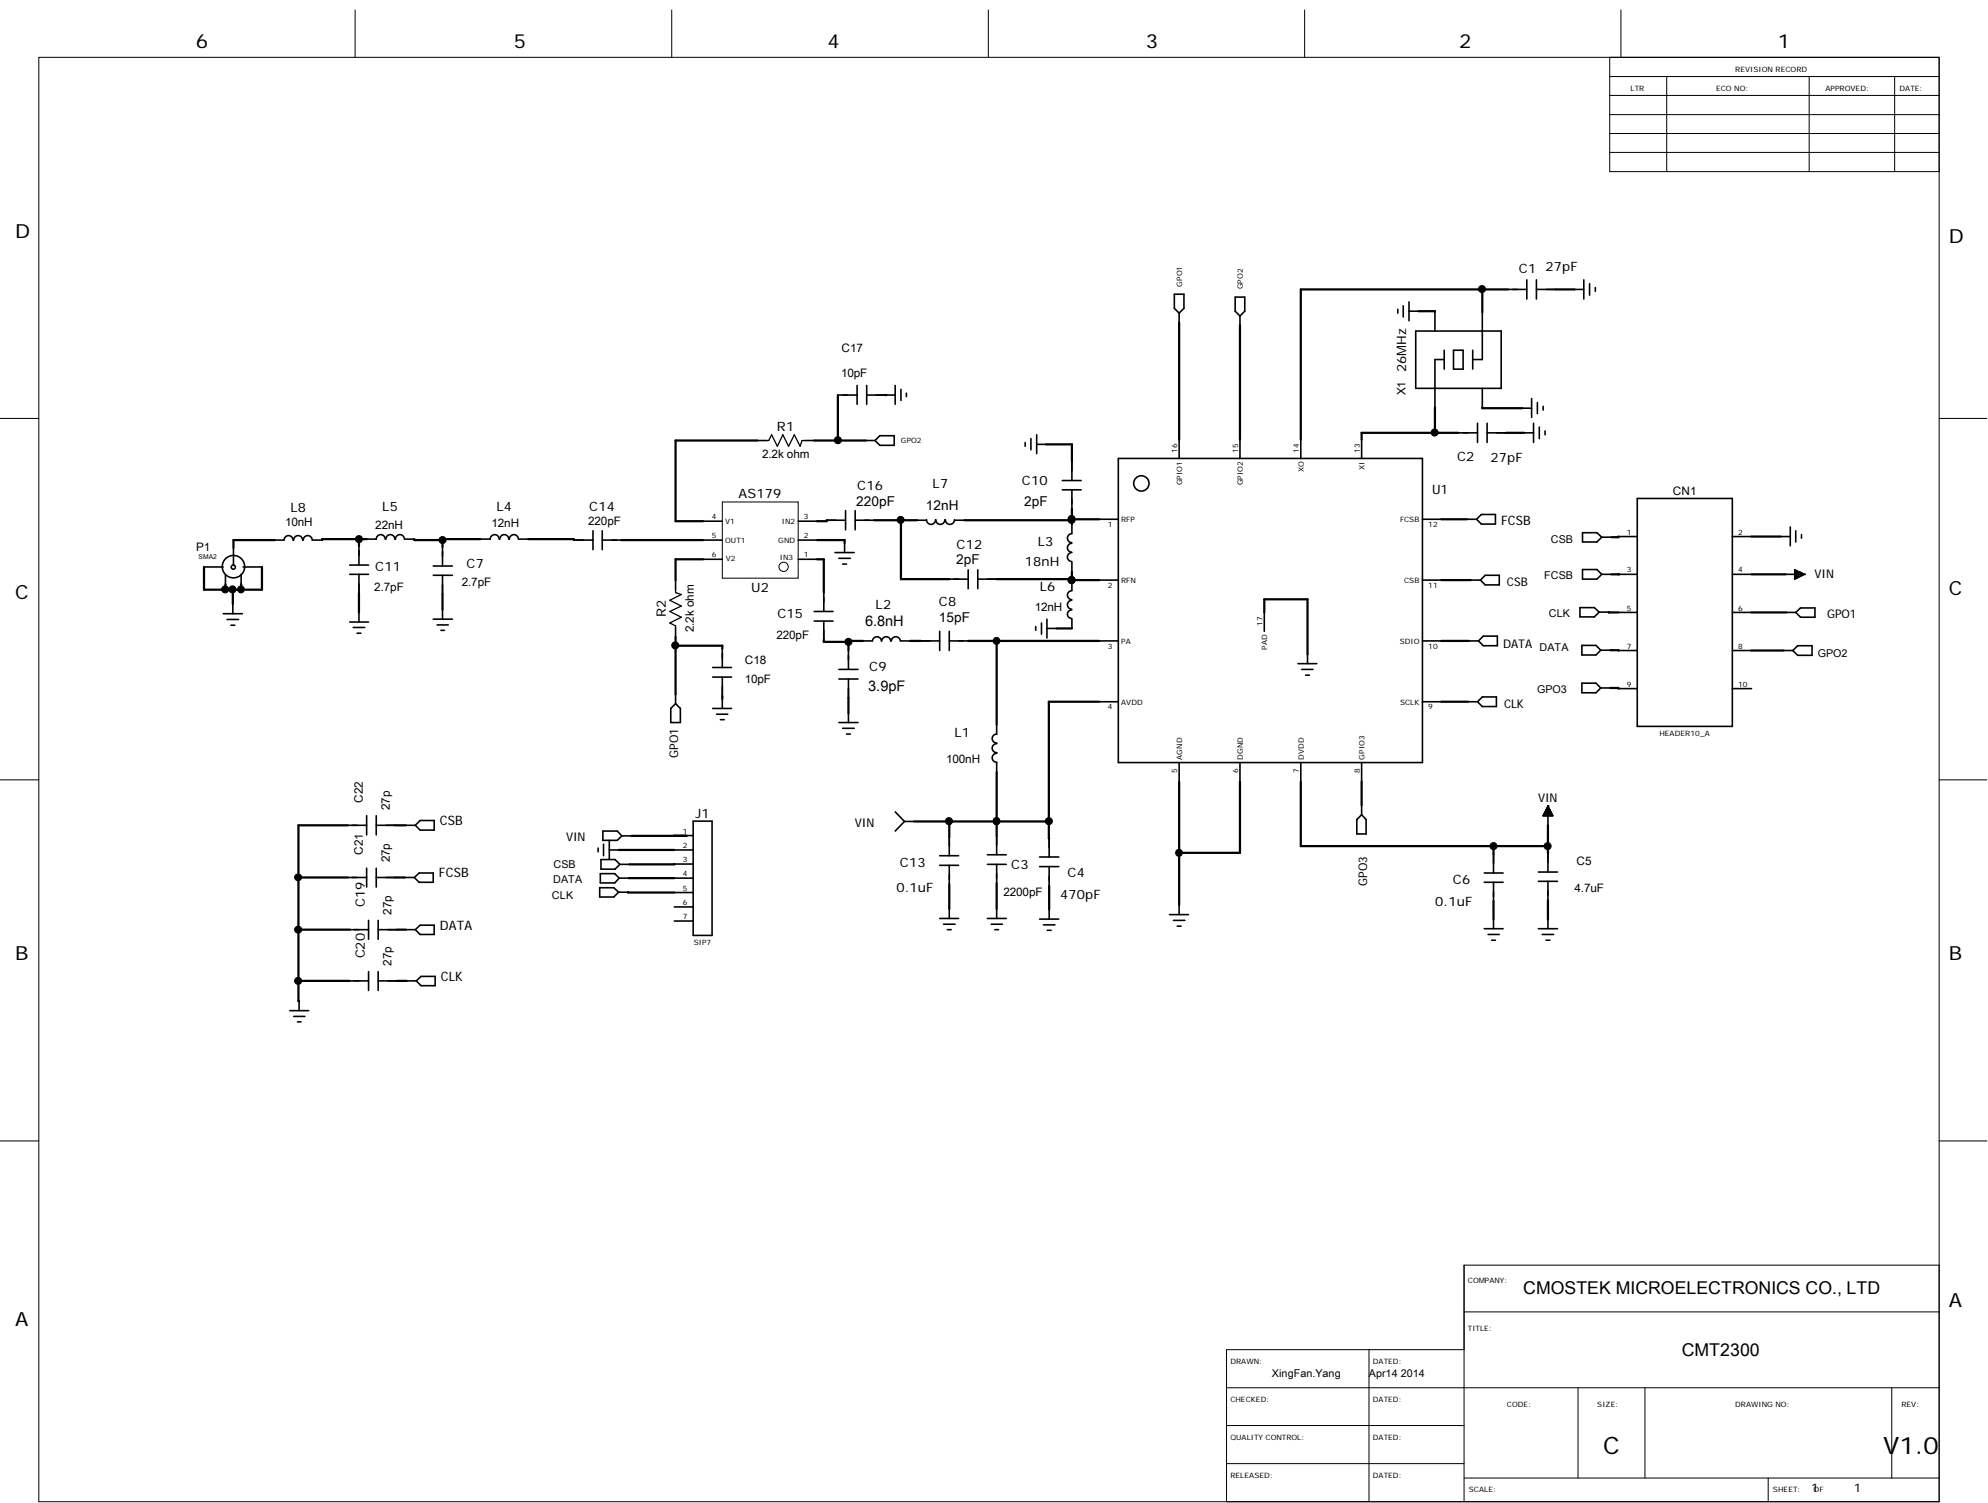 6 5 4 3 2 1
REVISION RECORD
LTR ECO NO: APPROVED: DATE:
D D
C C
B B
A A
GPO1 GPO2
C1 27pF
X1 26MHz
C2 27pF
C17
10pF
R1
2.2k ohm
GPO2
AS179
4 V1 IN2 3
5 OUT1 GND 2
6 V2 IN3 1
U2
L8
10nH
L5
22nH
L4
12nH
C14
220pF
P1
SMA2
C11
2.7pF
C7
2.7pF
R2
2.2k ohm
C18
10pF
GPO1
C16
220pF
L7
12nH
C10
2pF
C12
2pF
L3
18nH
L6
12nH
C15
220pF
L2
6.8nH
C8
15pF
C9
3.9pF
L1
100nH
U1
16 15 14 13
GPIO1 GPIO2 XO XI
1 RFP
2 RFN
3 PA
4 AVDD
FCSB 12 FCSB
CSB 11 CSB
SDIO 10 DATA
SCLK 9 CLK
PAD 17
AGND DGND DVDD GPIO3
5 6 7 8
GPO3
CN1
CSB 1 2
FCSB 3 4 VIN
CLK 5 6 GPO1
DATA 7 8 GPO2
GPO3 9 10
HEADER10_A
C22
27p
CSB
C21
27p
FCSB
C19
27p
DATA
C20
27p
CLK
J1
VIN 1
2
CSB 3
DATA 4
CLK 5
6
7
SIP7
VIN
C13
0.1uF
C3
2200pF
C4
470pF
VIN
C6
0.1uF
C5
4.7uF
COMPANY: CMOSTEK MICROELECTRONICS CO., LTD
TITLE:
CMT2300
DRAWN: XingFan.Yang DATED: Apr14 2014
CHECKED: DATED:
QUALITY CONTROL: DATED:
RELEASED: DATED:
CODE: SIZE: DRAWING NO: REV:
C V1.0
SCALE: SHEET: 1 OF 1
6 5 4 3 2 1